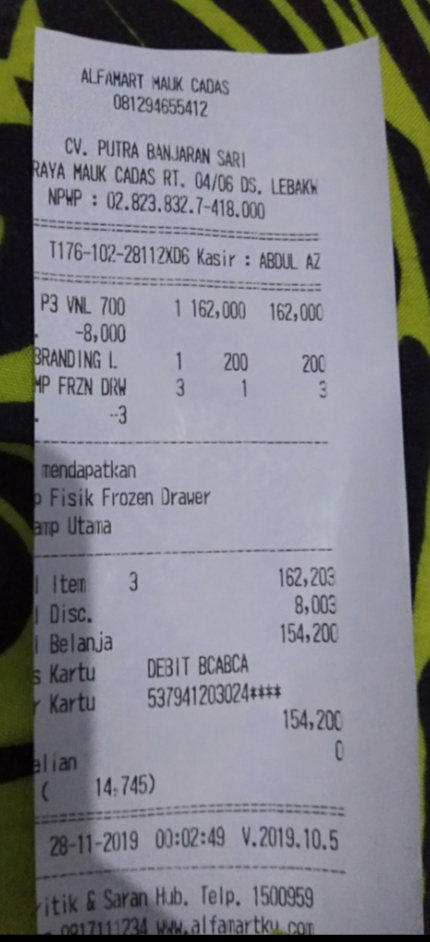 ALFAMART MAUK CADAS
081294655412
CV. PUTRA BANJARAN SARI
RAYA MAUK CADAS RT. 04/06 DS. LEBAKW
NPWP : 02.823.832.7-418.000
T176-102-28112XD6 Kasir : ABDUL AZ
P3 VNL 700 1 162,000 162,000
. -8,000
BRANDING L 1 200 200
MP FRZN DRW 3 1 3
. -3
mendapatkan
p Fisik Frozen Drawer
amp Utama
l Item 3 162,203
l Disc. 8,003
l Belanja 154,200
s Kartu DEBIT BCABCA
r Kartu 537941203024****
154,200
alian 0
( 14,745)
28-11-2019 00:02:49 V.2019.10.5
ritik & Saran Hub. Telp. 1500959
0817111234 www.alfamartku.com